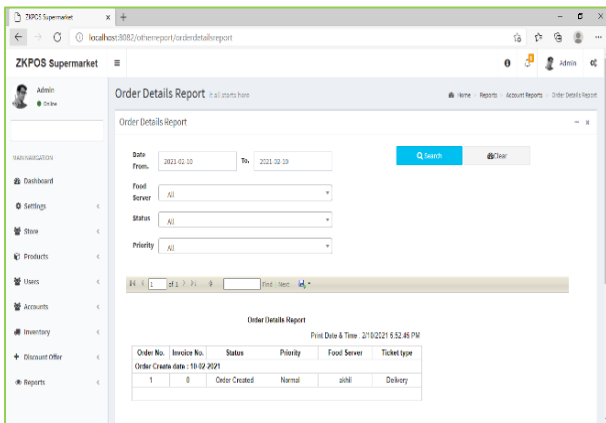 ZKPOS Supermarket
localhost:8082/otherreport/orderdetailsreport
ZKPOS Supermarket
Admin
Admin
Online
Order Details Report it all starts here
Home Reports Account Reports Order Details Report
Order Details Report
MAIN NAVIGATION
Dashboard
Settings
Store
Products
Users
Accounts
Inventory
Discount Offer
Reports
Date From. 2021-02-10 To. 2021-02-10
Search
Clear
Food Server All
Status All
Priority All
1 of 1 Find Next
Order Details Report
Print Date & Time : 2/10/2021 5:52:46 PM
Order No. Invoice No. Status Priority Food Server Ticket type
Order Create date : 10-02-2021
1 0 Order Created Normal akhil Delivery